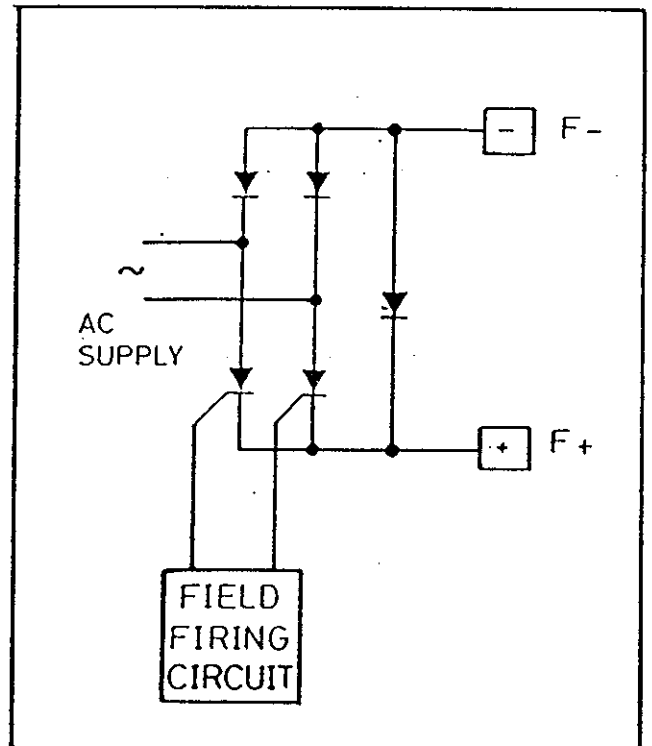 - F-
~
AC
SUPPLY
+ F+
FIELD
FIRING
CIRCUIT